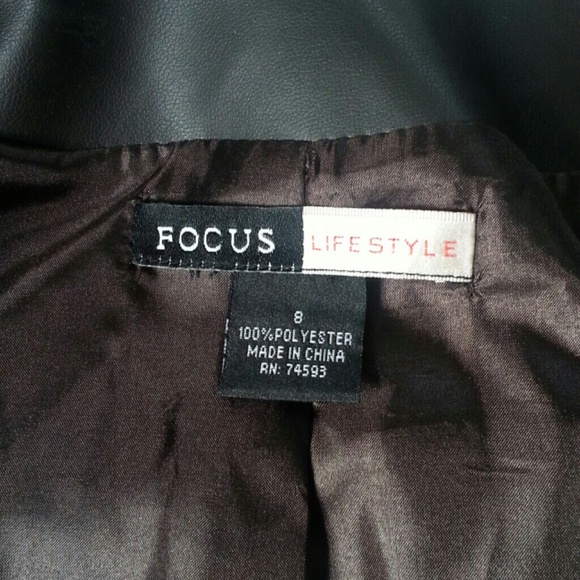 FOCUS LIFESTYLE
8
100%POLYESTER
MADE IN CHINA
RN: 74593